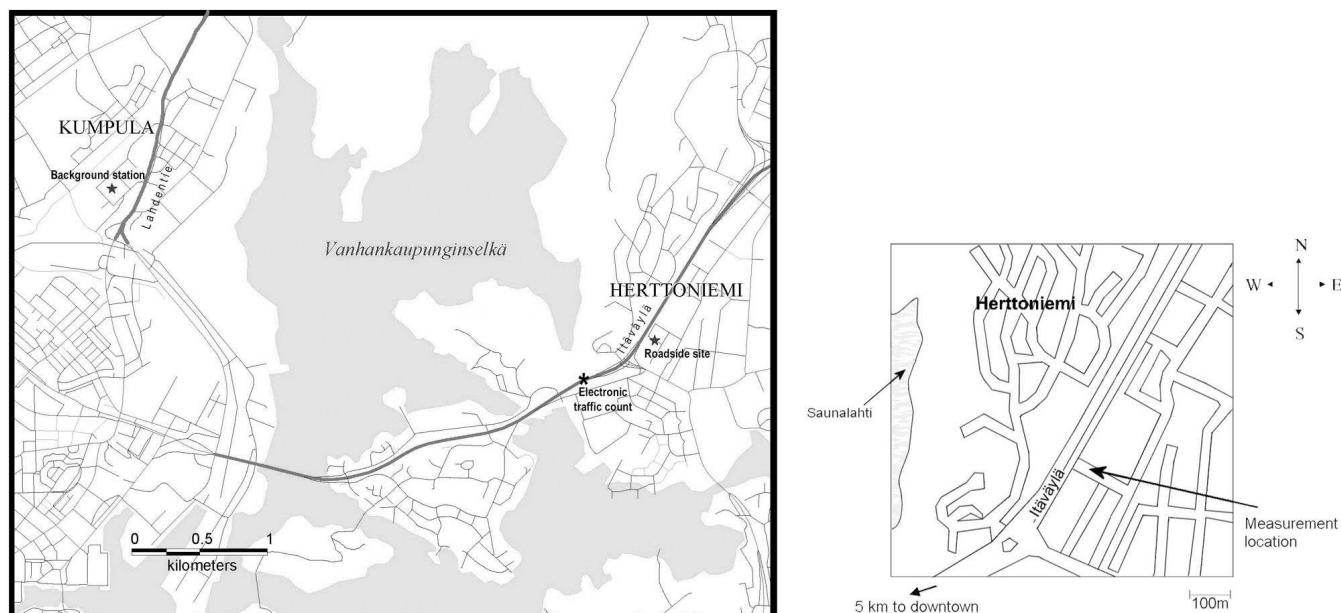 KUMPULA
Background station
Lahdentie
Vanhankaupunginselkä
HERTTONIEMI
Itäväylä
Roadside site
*
Electronic
traffic count
0 0.5 1
kilometers
N
W E
S
Herttoniemi
Saunalahti
Itäväylä
Measurement
location
5 km to downtown
100m